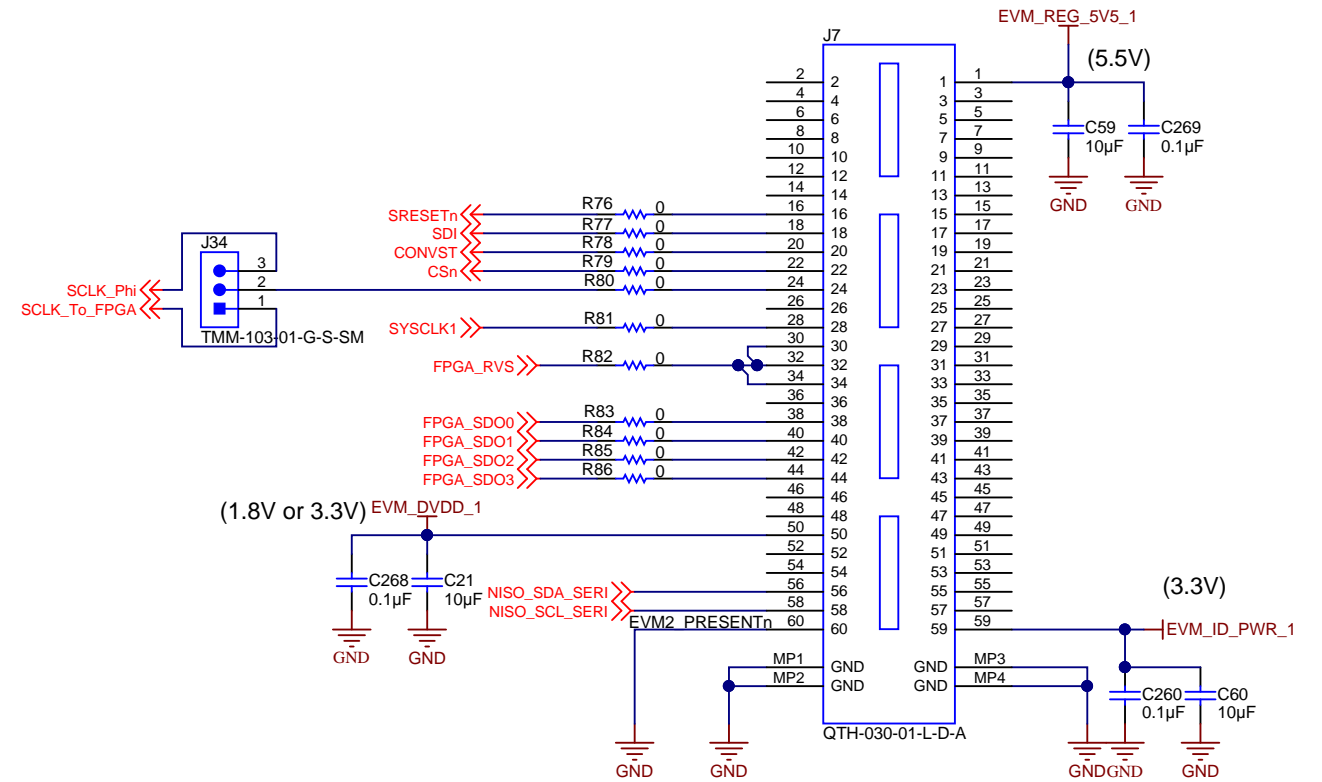 EVM_REG_5V5_1
(5.5V)
J7
2 2 1 1
4 4 3 3
6 6 5 5
8 8 7 7
10 10 9 9
12 12 11 11
14 14 13 13
SRESETn R76 0 16 16 15 15
SDI R77 0 18 18 17 17
CONVST R78 0 20 20 19 19
CSn R79 0 22 22 21 21
R80 0 24 24 23 23
26 26 25 25
SYSCLK1 R81 0 28 28 27 27
30 30 29 29
FPGA_RVS R82 0 32 32 31 31
34 34 33 33
36 36 35 35
FPGA_SDO0 R83 0 38 38 37 37
FPGA_SDO1 R84 0 40 40 39 39
FPGA_SDO2 R85 0 42 42 41 41
FPGA_SDO3 R86 0 44 44 43 43
46 46 45 45
48 48 47 47
50 50 49 49
52 52 51 51
54 54 53 53
NISO_SDA_SERI 56 56 55 55
NISO_SCL_SERI 58 58 57 57
EVM2_PRESENTn 60 60 59 59
MP1 GND GND MP3
MP2 GND GND MP4
QTH-030-01-L-D-A
C59
10µF
C269
0.1µF
GND
GND
J34
3
2
1
SCLK_Phi
SCLK_To_FPGA
TMM-103-01-G-S-SM
(1.8V or 3.3V)
EVM_DVDD_1
C268
0.1µF
C21
10µF
GND
GND
(3.3V)
EVM_ID_PWR_1
C260
0.1µF
C60
10µF
GND
GND
GND
GND
GND